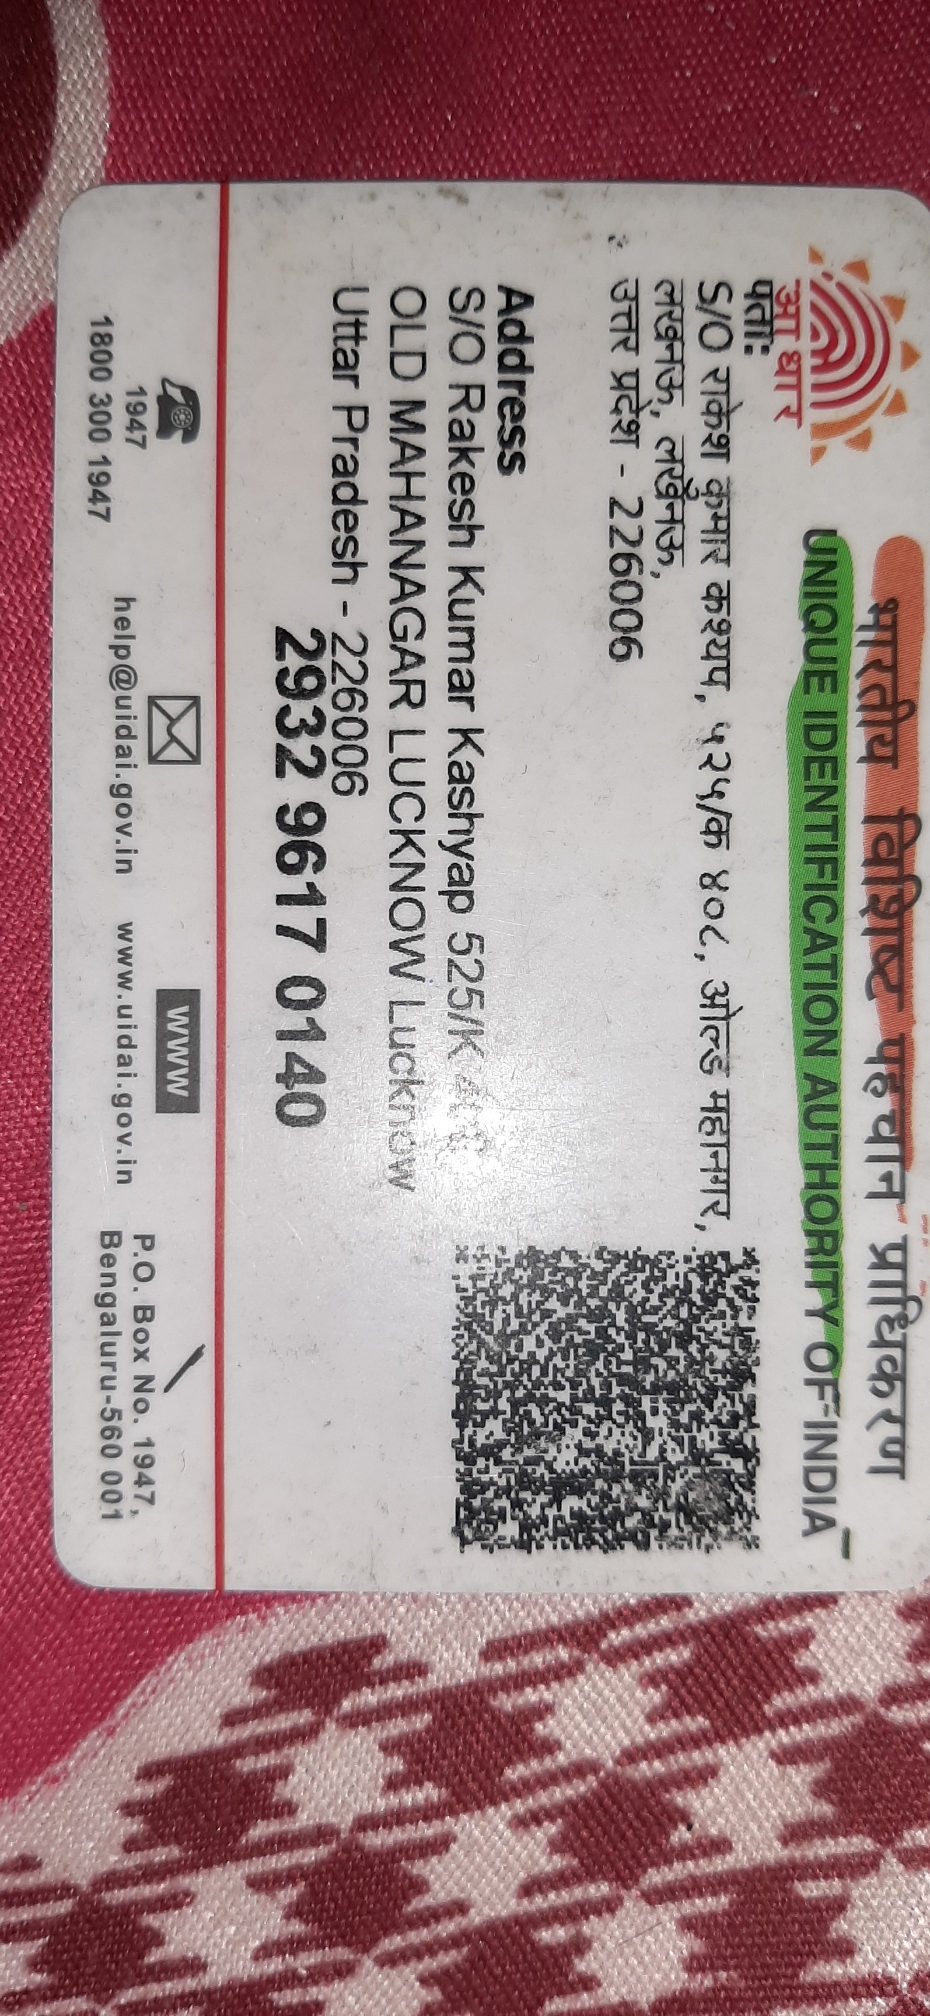 भारतीय विशिष्ट पहचान प्राधिकरण
UNIQUE IDENTIFICATION AUTHORITY OF INDIA
आधार
पता:
S/O राकेश कुमार कश्यप, ५२५/क ४०८, ओल्ड महानगर,
लखनऊ, लखनऊ,
उत्तर प्रदेश - 226006
Address
S/O Rakesh Kumar Kashyap 525/K
OLD MAHANAGAR LUCKNOW Lucknow
Uttar Pradesh - 226006
2932 9617 0140
1947
1800 300 1947
help@uidai.gov.in
www
www.uidai.gov.in
P.O. Box No. 1947,
Bengaluru-560 001